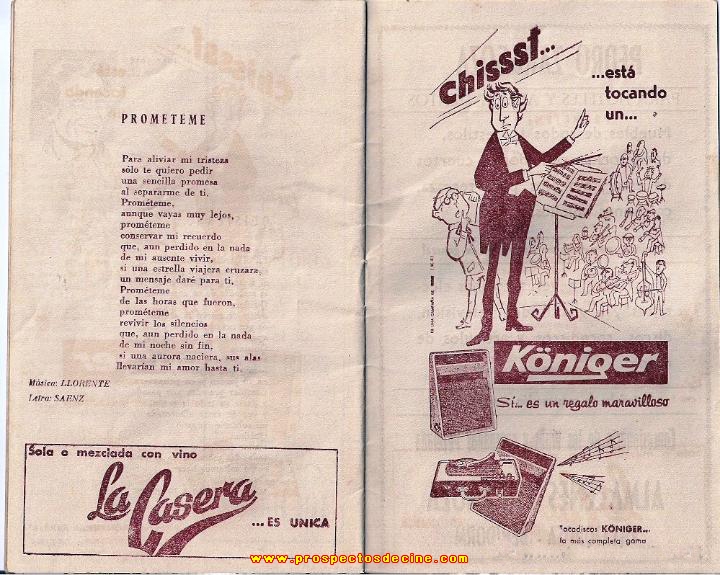 PROMETEME
Para aliviar mi tristeza
sólo te quiero pedir
una sencilla promesa
al separarme de ti.
Prométeme,
aunque vayas muy lejos,
prométeme
conservar mi recuerdo
que, aun perdido en la nada
de mi ausente vivir,
si una estrella viajera cruzara,
un mensaje daré para ti,
Prométeme
de las horas que fueron,
prométeme
revivir los silencios
que, aun perdido en la nada
de mi noche sin fin,
si una aurora naciera, sus alas
llevarían mi amor hasta ti.
Música: LLORENTE
Letra: SAENZ
Sola o mezclada con vino
La Casera
...ES UNICA
chissst...
...está
tocando
un...
Königer
Sí... es un regalo maravilloso
Tocadiscos KÖNIGER...
la más completa gama
www.prospectosdecine.com